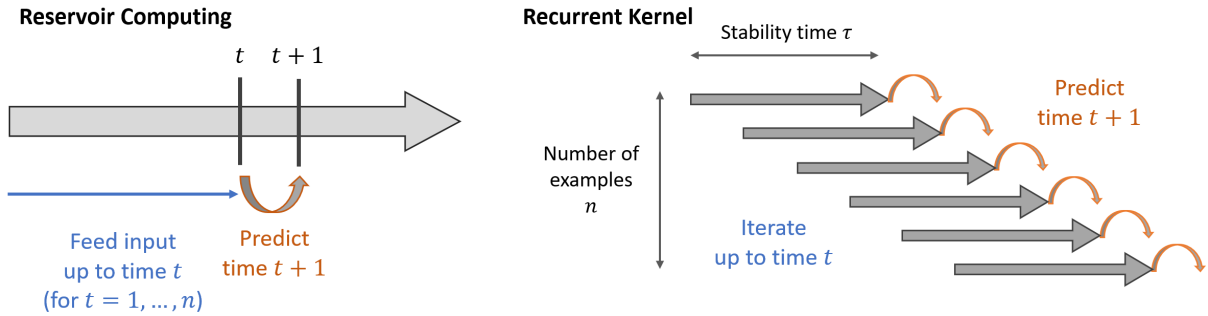 Reservoir Computing
t
t + 1
Feed input
up to time t
(for t = 1, ..., n)
Predict
time t + 1
Recurrent Kernel
Stability time τ
Number of
examples
n
Iterate
up to time t
Predict
time t + 1